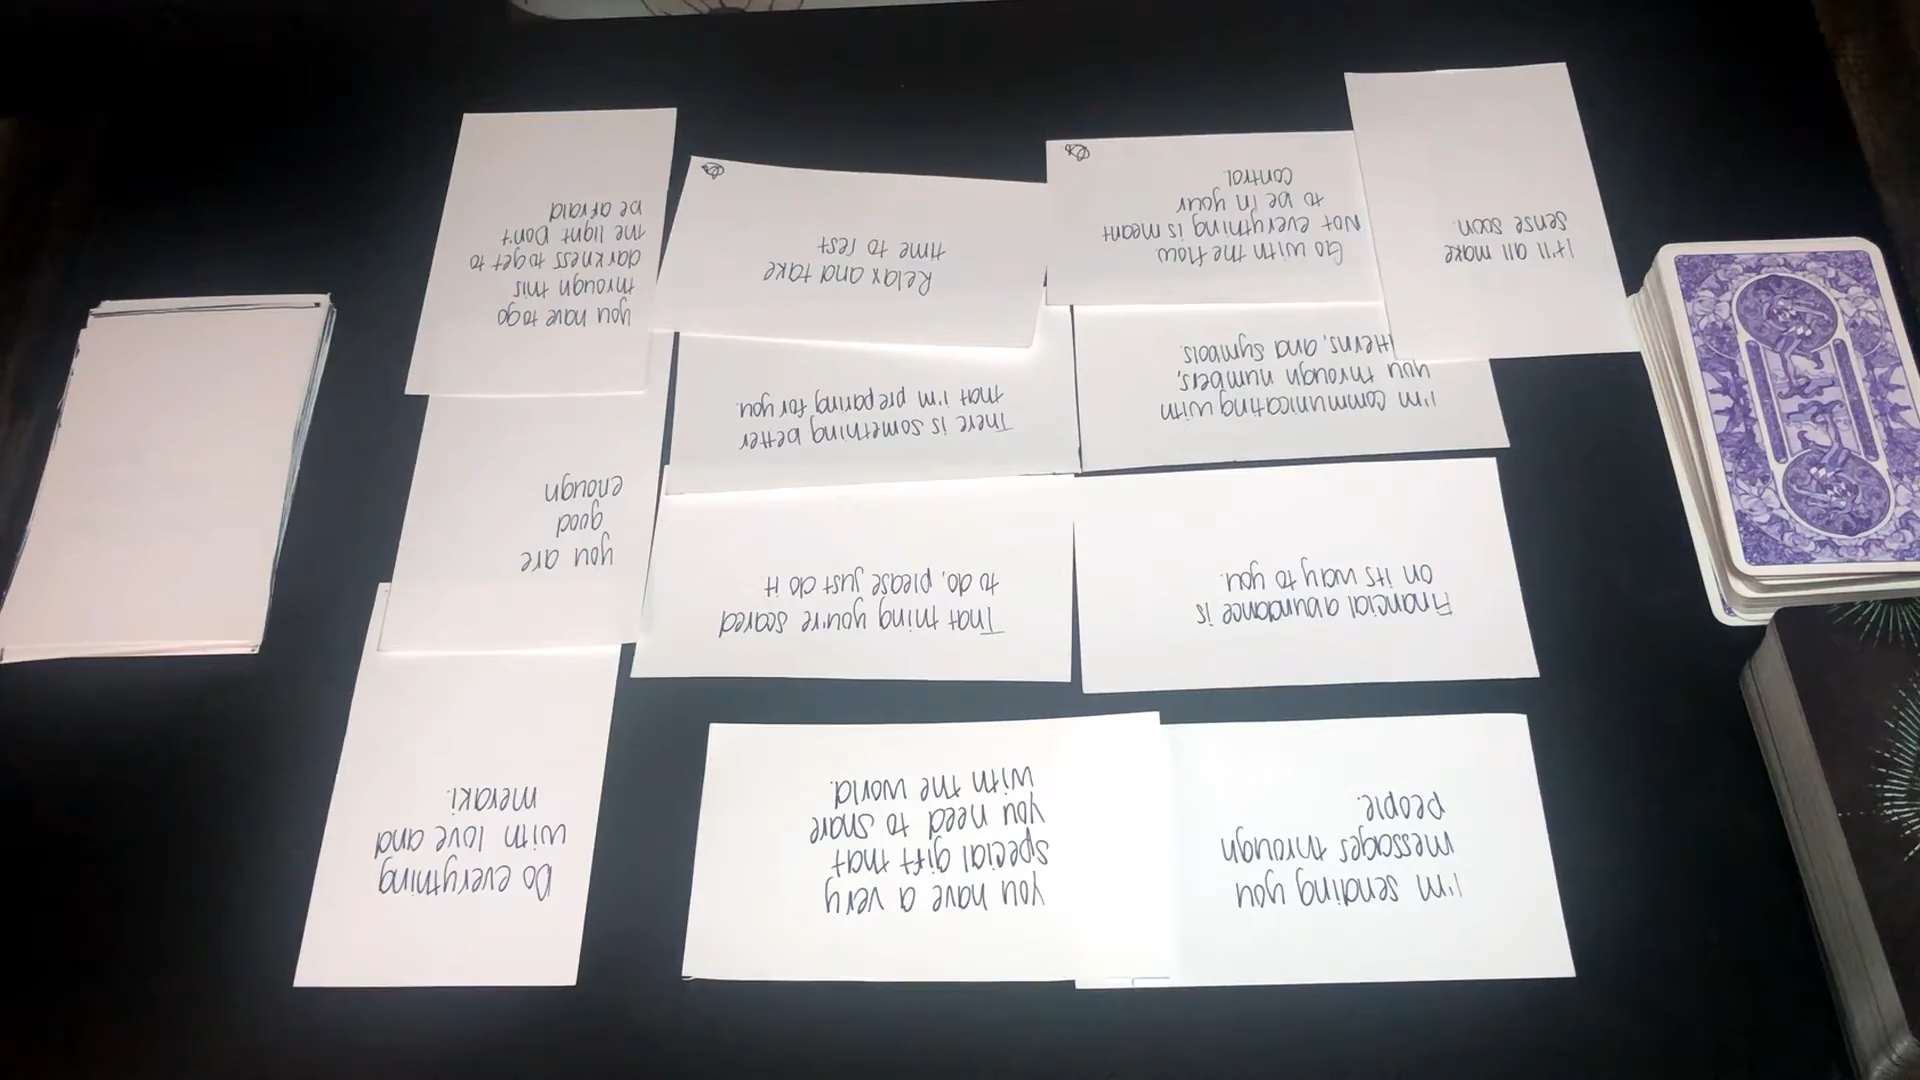 I'm sending you
messages through
people.
you have a very
special gift that
you need to share
with the world.
Do everything
with love and
meraki.
Financial abundance is
on its way to you.
That thing you're scared
to do, please just do it
you are
good
enough
I'm communicating with
you through numbers,
tterns, and symbols.
There is something better
that i'm preparing for you.
you have to go
through this
darkness to get to
the light Don't
be afraid
It'll all make
sense soon.
Go with the flow
Not everything is meant
to be in your
control.
Relax and take
time to rest